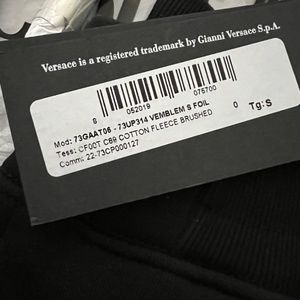 Versace is a registered trademark by Gianni Versace S.p.A.
8 052019 075700
Mod: 73GAAT06 - 73UP314 VEMBLEM S FOIL
Tess: CF00T C89 COTTON FLEECE BRUSHED 0 Tg: S
Comm: 22-73CP000127